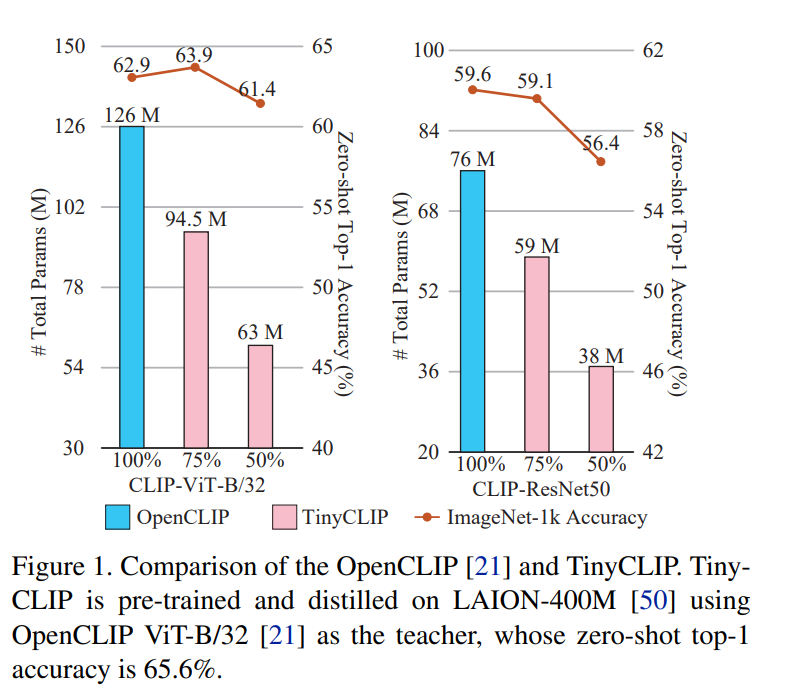 150
126
102
78
54
30
# Total Params (M)
62.9
63.9
61.4
126 M
94.5 M
63 M
65
60
55
50
45
40
Zero-shot Top-1 Accuracy (%)
100% 75% 50%
CLIP-ViT-B/32
100
84
68
52
36
20
# Total Params (M)
59.6
59.1
56.4
76 M
59 M
38 M
62
58
54
50
46
42
Zero-shot Top-1 Accuracy (%)
100% 75% 50%
CLIP-ResNet50
OpenCLIP TinyCLIP ImageNet-1k Accuracy
Figure 1. Comparison of the OpenCLIP [21] and TinyCLIP. Tiny-
CLIP is pre-trained and distilled on LAION-400M [50] using
OpenCLIP ViT-B/32 [21] as the teacher, whose zero-shot top-1
accuracy is 65.6%.